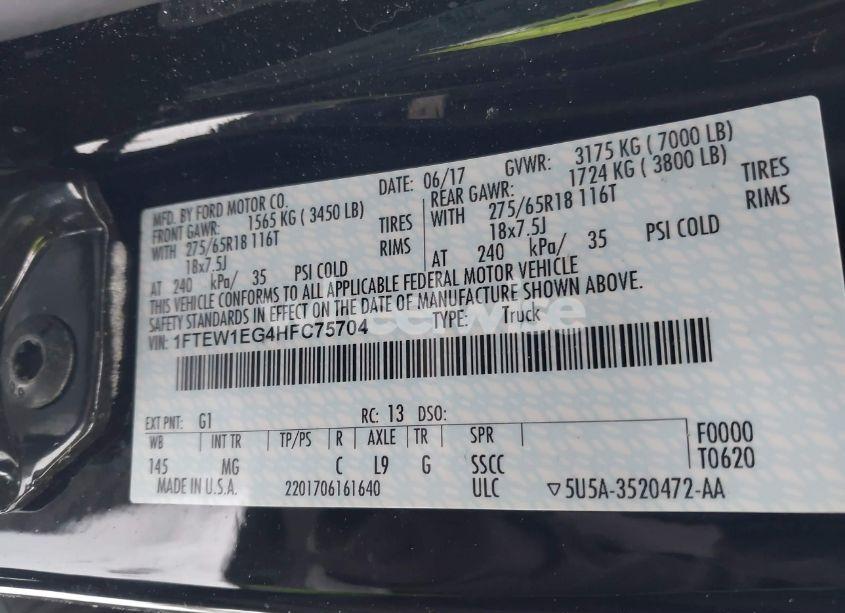 MFD. BY FORD MOTOR CO. DATE: 06/17 GVWR: 3175 KG ( 7000 LB)
FRONT GAWR: 1565 KG ( 3450 LB) REAR GAWR: 1724 KG ( 3800 LB)
WITH 275/65R18 116T TIRES WITH 275/65R18 116T TIRES
18x7.5J RIMS 18x7.5J RIMS
AT 240 kPa/ 35 PSI COLD AT 240 kPa/ 35 PSI COLD
THIS VEHICLE CONFORMS TO ALL APPLICABLE FEDERAL MOTOR VEHICLE
SAFETY STANDARDS IN EFFECT ON THE DATE OF MANUFACTURE SHOWN ABOVE.
VIN: 1FTEW1EG4HFC75704 TYPE: Truck
EXT PNT: G1 RC: 13 DSO:
WB INT TR TP/PS R AXLE TR SPR F0000
145 MG C L9 G SSCC T0620
MADE IN U.S.A. 2201706161640 ULC ▽5U5A-3520472-AA